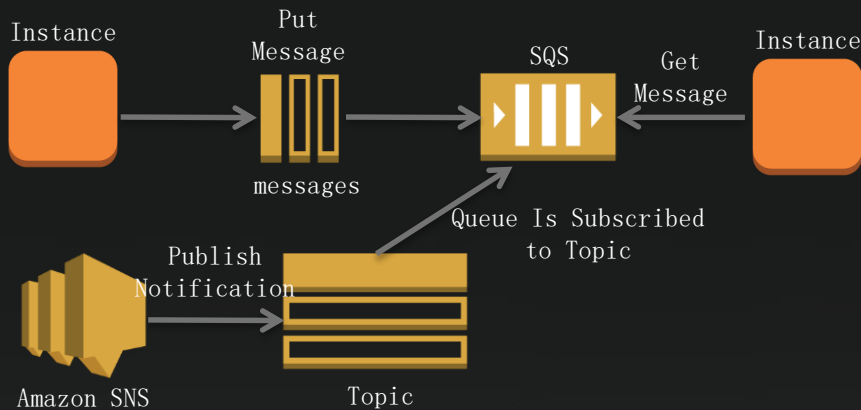 Instance
Put
Message
SQS
Get
Message
Instance
messages
Queue Is Subscribed
to Topic
Publish
Notification
Amazon SNS
Topic